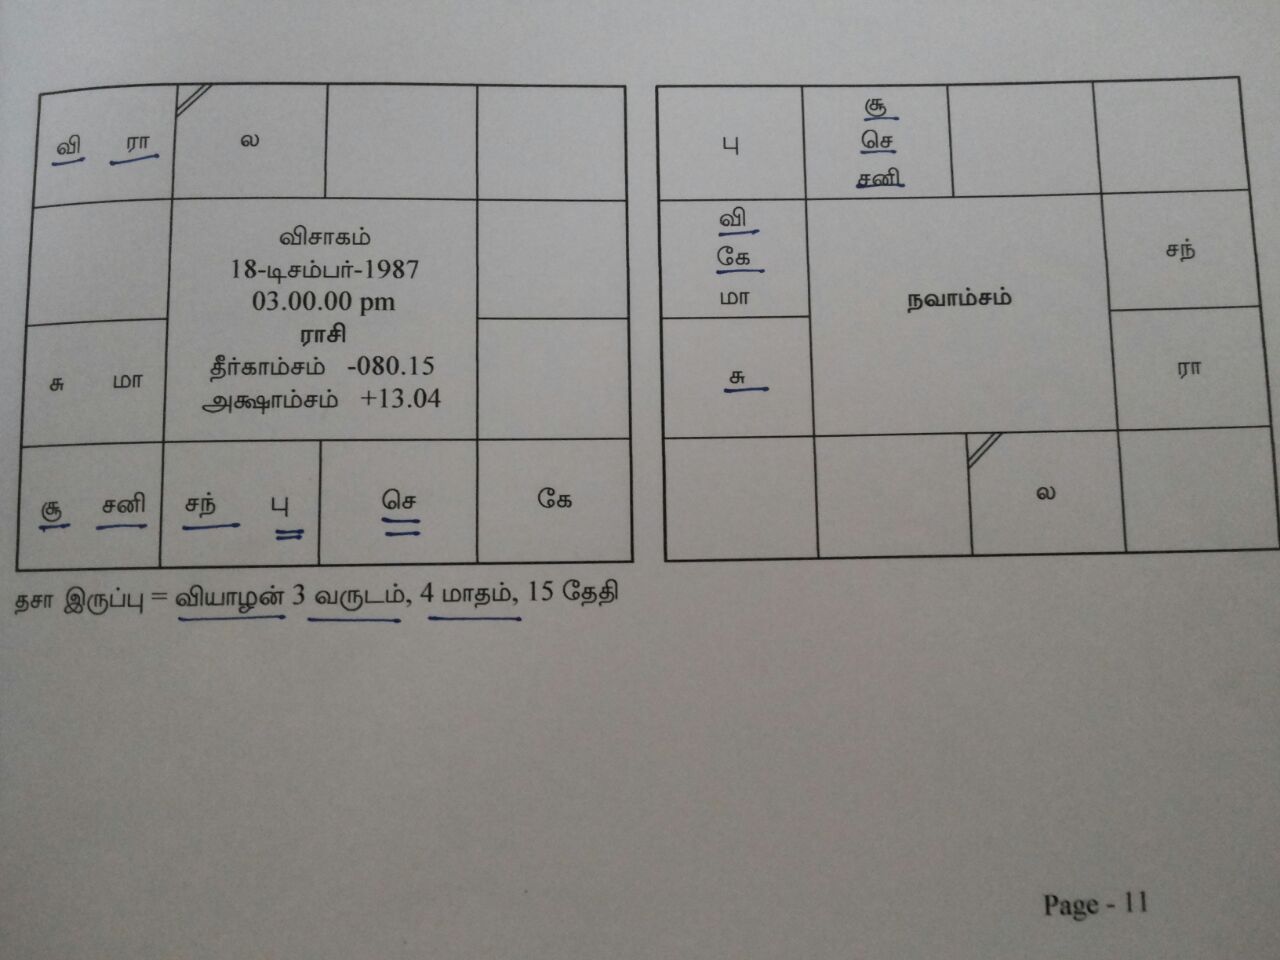 வி ரா
ல
விசாகம்
18-டிசம்பர்-1987
03.00.00 pm
ராசி
தீர்காம்சம் -080.15
அக்ஷாம்சம் +13.04
சு மா
சூ சனி
சந் பு
செ
கே
பு
சூ
செ
சனி
வி
கே
மா
நவாம்சம்
சந்
சு
ரா
ல
தசா இருப்பு = வியாழன் 3 வருடம், 4 மாதம், 15 தேதி
Page - 11